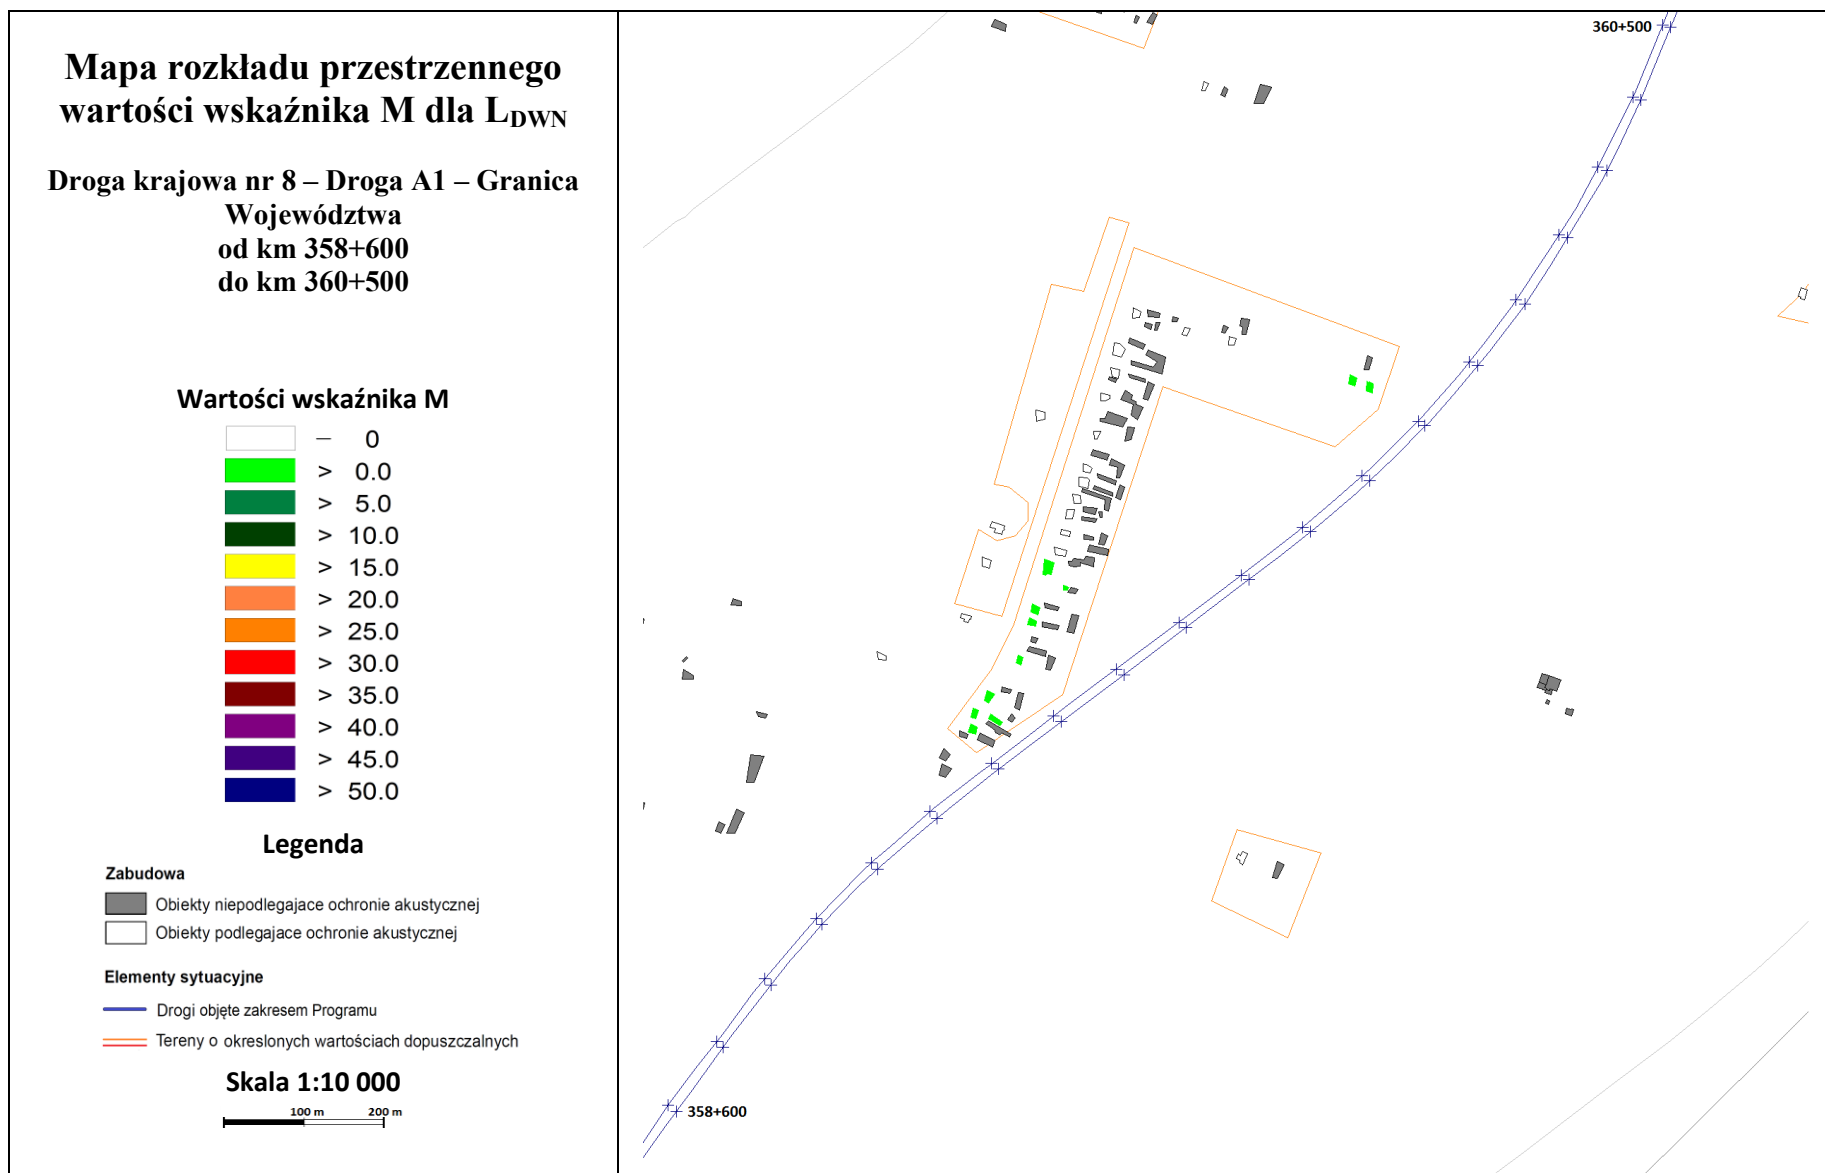 Mapa rozkładu przestrzennego
wartości wskaźnika M dla LDWN
Droga krajowa nr 8 – Droga A1 – Granica
Województwa
od km 358+600
do km 360+500
Wartości wskaźnika M
– 0
> 0.0
> 5.0
> 10.0
> 15.0
> 20.0
> 25.0
> 30.0
> 35.0
> 40.0
> 45.0
> 50.0
Legenda
Zabudowa
Obiekty niepodlegajace ochronie akustycznej
Obiekty podlegajace ochronie akustycznej
Elementy sytuacyjne
Drogi objęte zakresem Programu
Tereny o okreslonych wartościach dopuszczalnych
Skala 1:10 000
100 m 200 m
360+500
358+600